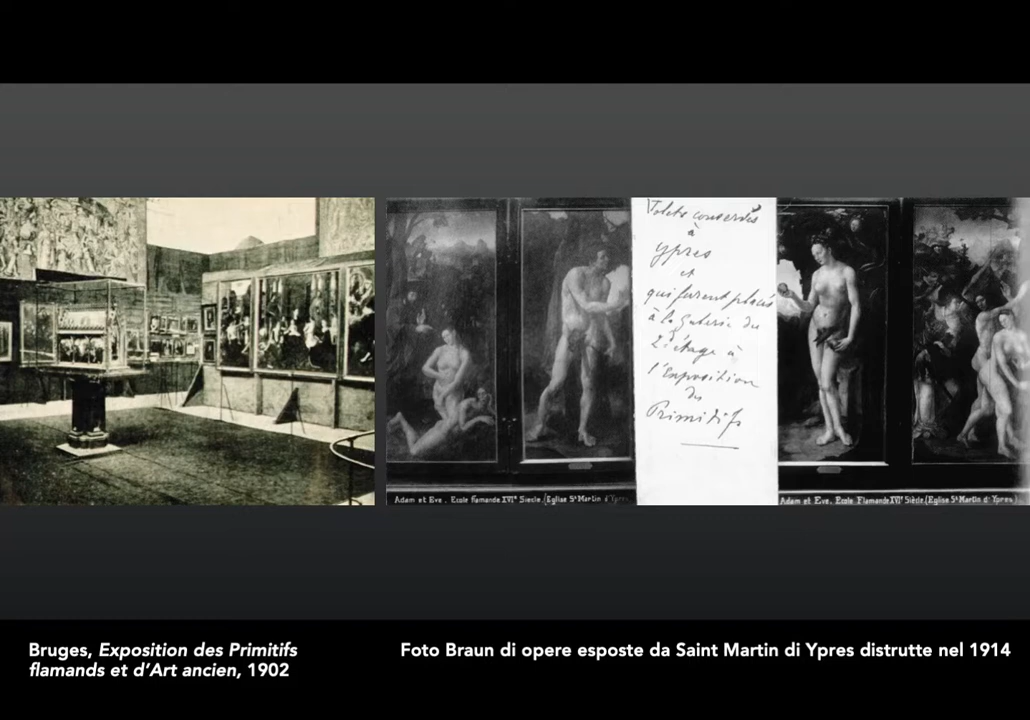 Volets conservés
à
Ypres
et
qui furent placés
à la Galerie du
2e étage à
l'Exposition
des
Primitifs
Adam et Eve. Ecole flamande XVIe Siecle. (Eglise St Martin d'Ypres
Adam et Eve. Ecole Flamande XVIe Siècle. (Eglise St Martin d'Ypres).
Bruges, Exposition des Primitifs
flamands et d'Art ancien, 1902
Foto Braun di opere esposte da Saint Martin di Ypres distrutte nel 1914